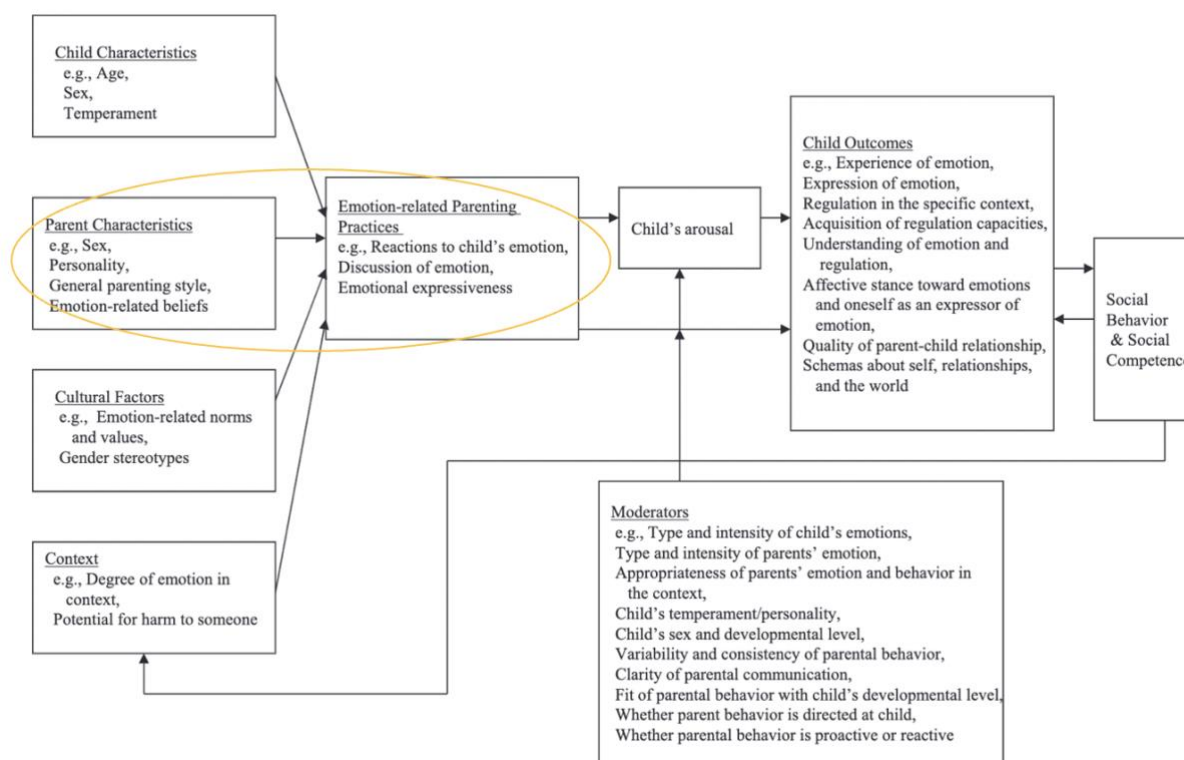 Child Characteristics
e.g., Age,
Sex,
Temperament
Parent Characteristics
e.g., Sex,
Personality,
General parenting style,
Emotion-related beliefs
Cultural Factors
e.g., Emotion-related norms
and values,
Gender stereotypes
Context
e.g., Degree of emotion in
context,
Potential for harm to someone
Emotion-related Parenting
Practices
e.g., Reactions to child's emotion,
Discussion of emotion,
Emotional expressiveness
Child's arousal
Child Outcomes
e.g., Experience of emotion,
Expression of emotion,
Regulation in the specific context,
Acquisition of regulation capacities,
Understanding of emotion and
regulation,
Affective stance toward emotions
and oneself as an expressor of
emotion,
Quality of parent-child relationship,
Schemas about self, relationships,
and the world
Social
Behavior
& Social
Competence
Moderators
e.g., Type and intensity of child's emotions,
Type and intensity of parents' emotion,
Appropriateness of parents' emotion and behavior in
the context,
Child's temperament/personality,
Child's sex and developmental level,
Variability and consistency of parental behavior,
Clarity of parental communication,
Fit of parental behavior with child's developmental level,
Whether parent behavior is directed at child,
Whether parental behavior is proactive or reactive